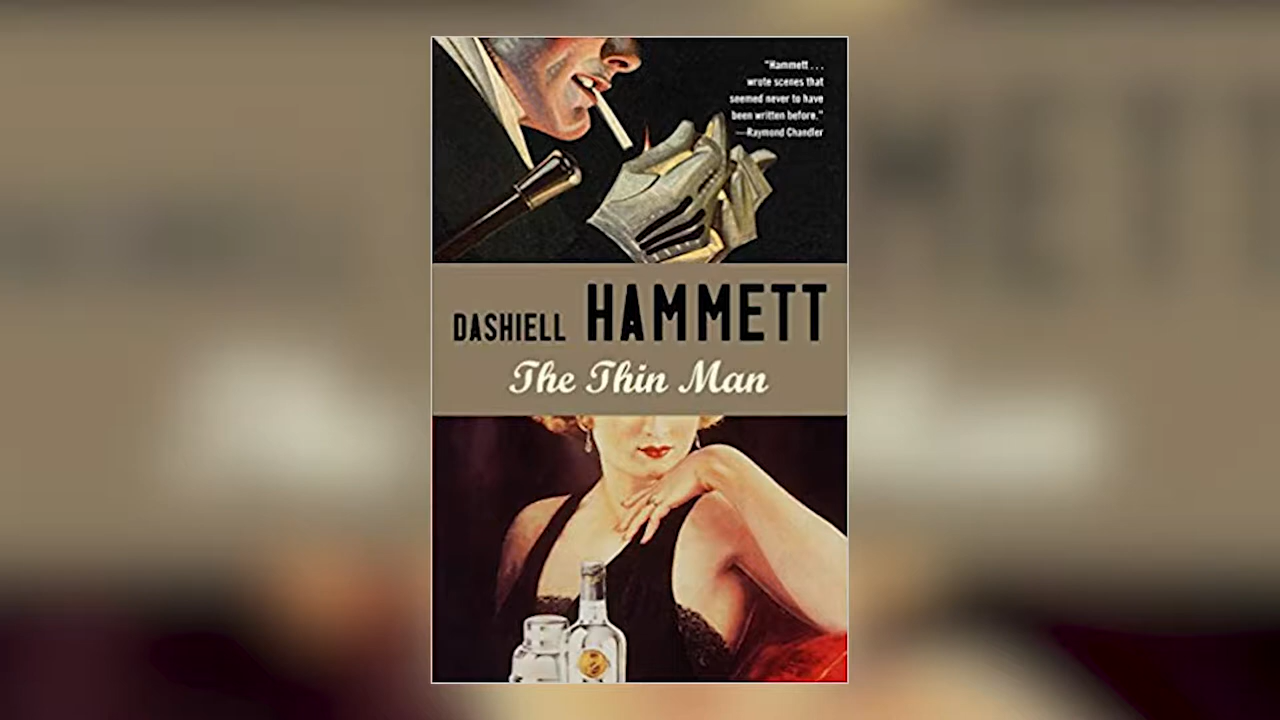 "Hammett . . .
wrote scenes that
seemed never to have
been written before."
—Raymond Chandler
DASHIELL HAMMETT
The Thin Man